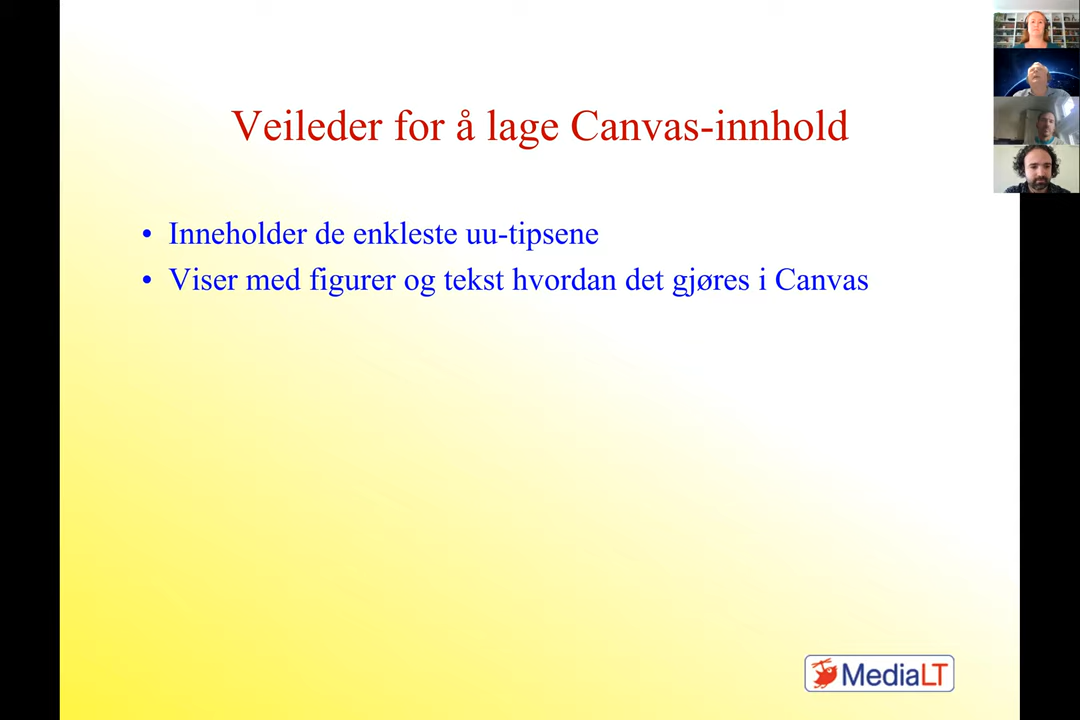 Veileder for å lage Canvas-innhold
• Inneholder de enkleste uu-tipsene
• Viser med figurer og tekst hvordan det gjøres i Canvas
MediaLT